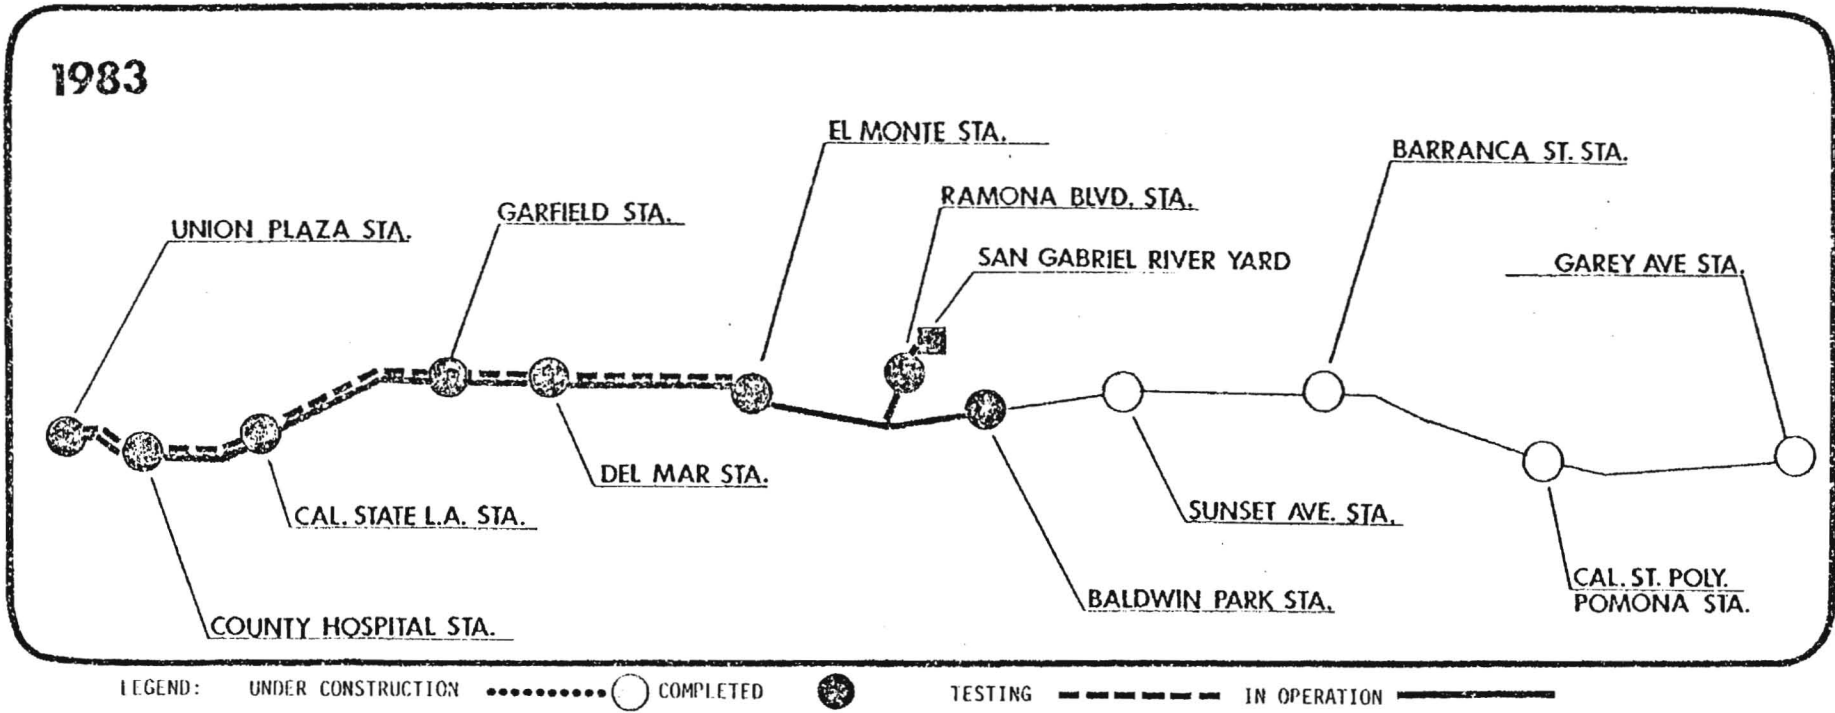 1983
EL MONTE STA.
BARRANCA ST. STA.
RAMONA BLVD. STA.
GARFIELD STA.
UNION PLAZA STA.
SAN GABRIEL RIVER YARD
GAREY AVE STA.
DEL MAR STA.
CAL. STATE L.A. STA.
SUNSET AVE. STA.
CAL. ST. POLY.
POMONA STA.
BALDWIN PARK STA.
COUNTY HOSPITAL STA.
LEGEND: UNDER CONSTRUCTION COMPLETED TESTING IN OPERATION